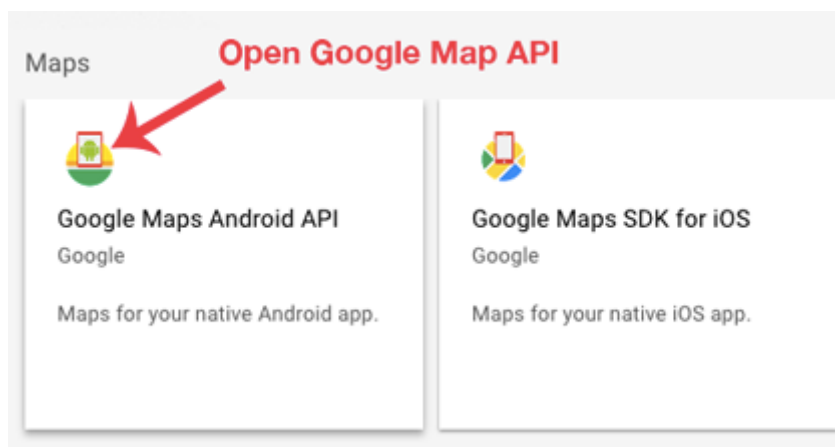 Maps
Open Google Map API
Google Maps Android API
Google
Maps for your native Android app.
Google Maps SDK for iOS
Google
Maps for your native iOS app.